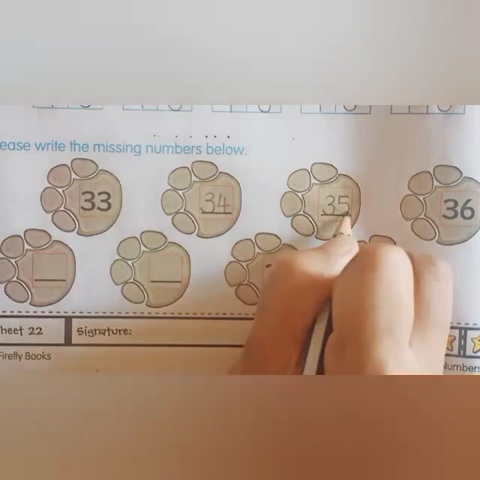 ease write the missing numbers below.
33 34 35 36
heet 22 Signature:
Firefly Books Numbers